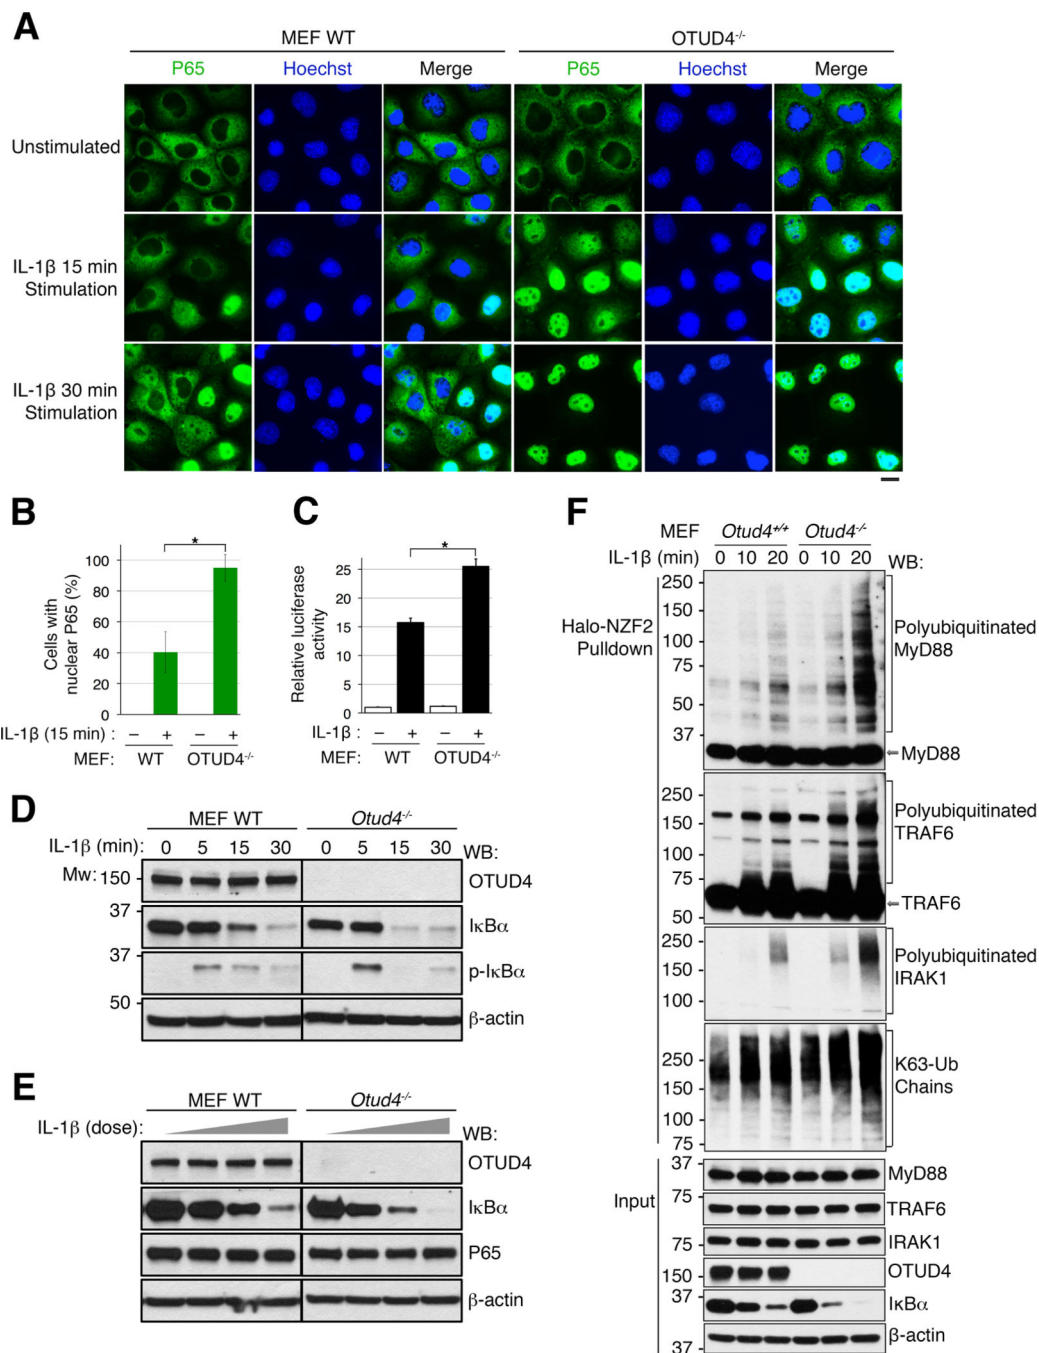 A
MEF WT
OTUD4-/-
P65 Hoechst Merge P65 Hoechst Merge
Unstimulated
IL-1β 15 min
Stimulation
IL-1β 30 min
Stimulation
B
Cells with
nuclear P65 (%)
100
80
60
40
20
0
*
IL-1β (15 min) : – + – +
MEF: WT OTUD4-/-
C
Relative luciferase
activity
25
20
15
10
5
0
*
IL-1β : – + – +
MEF: WT OTUD4-/-
D
MEF WT Otud4-/-
IL-1β (min): 0 5 15 30 0 5 15 30 WB:
Mw: 150 OTUD4
37 IκBα
37 p-IκBα
50 β-actin
E
MEF WT Otud4-/-
IL-1β (dose): WB:
OTUD4
IκBα
P65
β-actin
F
MEF Otud4+/+ Otud4-/-
IL-1β (min) 0 10 20 0 10 20 WB:
Halo-NZF2
Pulldown
250
150
100
75
50
37
Polyubiquitinated
MyD88
MyD88
250
150
100
75
50
Polyubiquitinated
TRAF6
TRAF6
250
150
100
Polyubiquitinated
IRAK1
250
150
100
75
K63-Ub
Chains
Input
37 MyD88
75 TRAF6
75 IRAK1
150 OTUD4
37 IκBα
37 β-actin